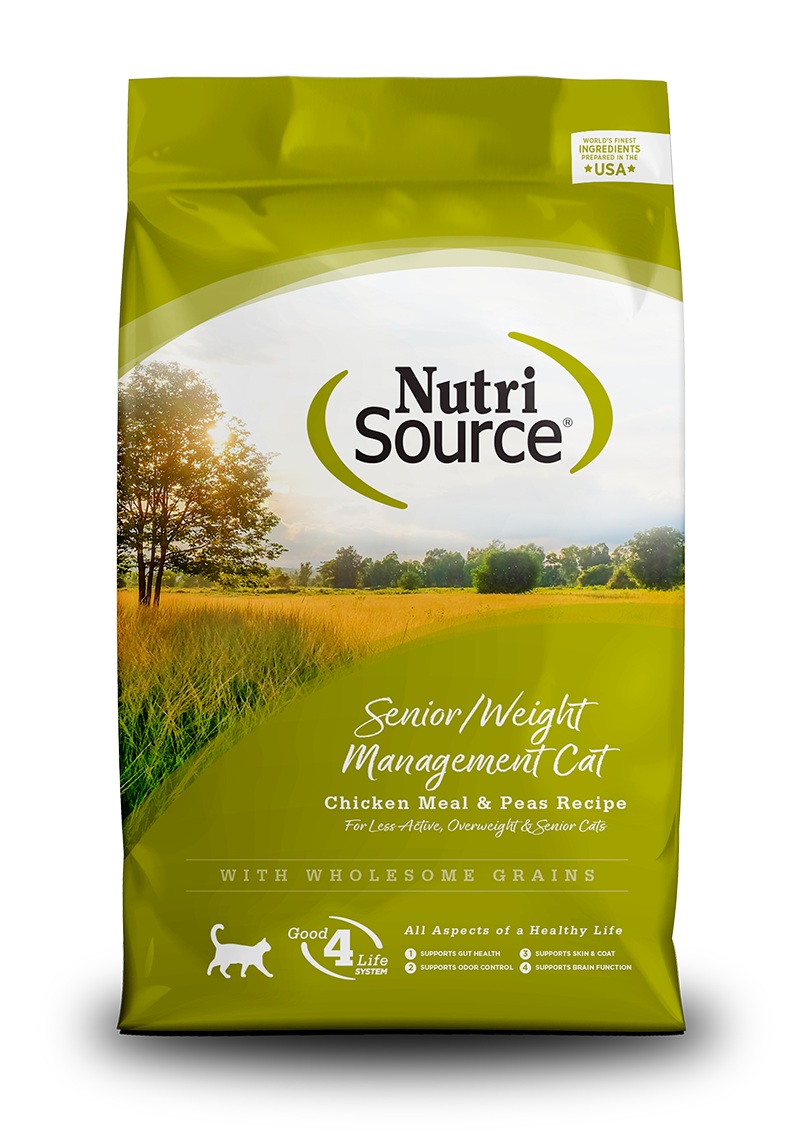 WORLD'S FINEST
INGREDIENTS
PREPARED IN THE
★USA★
Nutri
Source®
Senior/Weight
Management Cat
Chicken Meal & Peas Recipe
For Less Active, Overweight & Senior Cats
WITH WHOLESOME GRAINS
Good 4 Life
SYSTEM
All Aspects of a Healthy Life
1 SUPPORTS GUT HEALTH
2 SUPPORTS ODOR CONTROL
3 SUPPORTS SKIN & COAT
4 SUPPORTS BRAIN FUNCTION